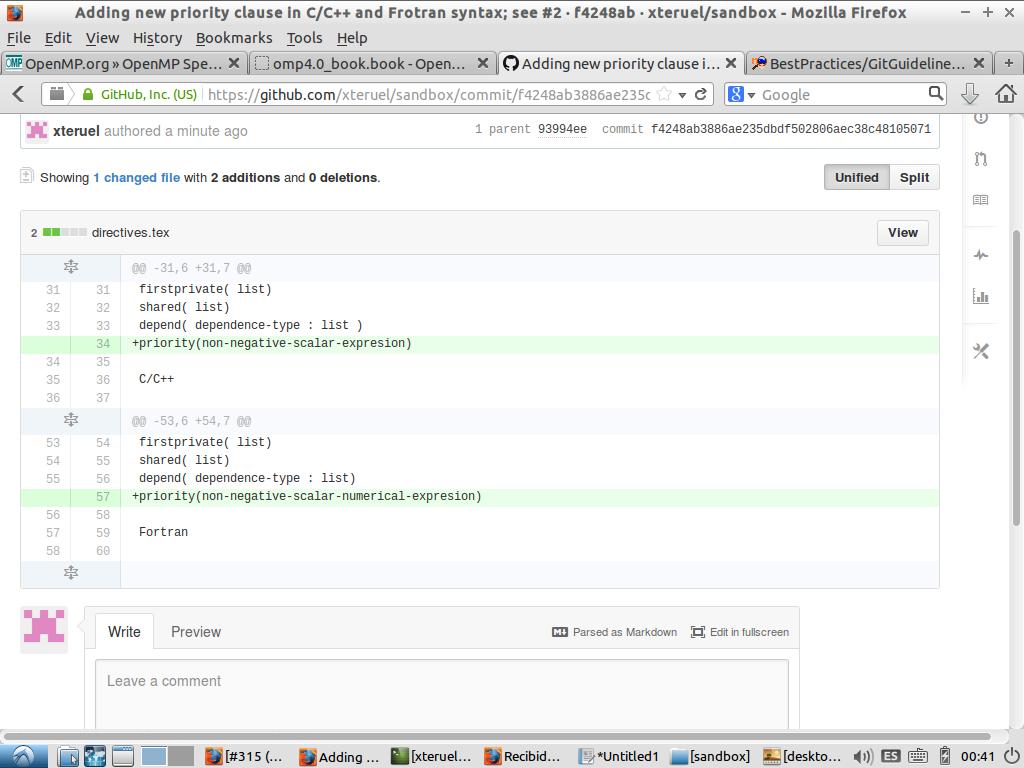 Adding new priority clause in C/C++ and Frotran syntax; see #2 · f4248ab · xteruel/sandbox - Mozilla Firefox
File Edit View History Bookmarks Tools Help
OMP OpenMP.org » OpenMP Spe... omp4.0_book.book - Open... Adding new priority clause i... BestPractices/GitGuideline...
GitHub, Inc. (US) https://github.com/xteruel/sandbox/commit/f4248ab3886ae235c 8 Google
xteruel authored a minute ago 1 parent 93994ee commit f4248ab3886ae235dbdf502806aec38c48105071
Showing 1 changed file with 2 additions and 0 deletions. Unified Split
2 directives.tex View
@@ -31,6 +31,7 @@
31 31 firstprivate( list)
32 32 shared( list)
33 33 depend( dependence-type : list )
34 +priority(non-negative-scalar-expresion)
34 35
35 36 C/C++
36 37
@@ -53,6 +54,7 @@
53 54 firstprivate( list)
54 55 shared( list)
55 56 depend( dependence-type : list)
57 +priority(non-negative-scalar-numerical-expresion)
56 58
57 59 Fortran
58 60
Write Preview Parsed as Markdown Edit in fullscreen
Leave a comment
[#315 (... Adding ... [xteruel... Recibid... *Untitled1 [sandbox] [deskto... ES 00:41